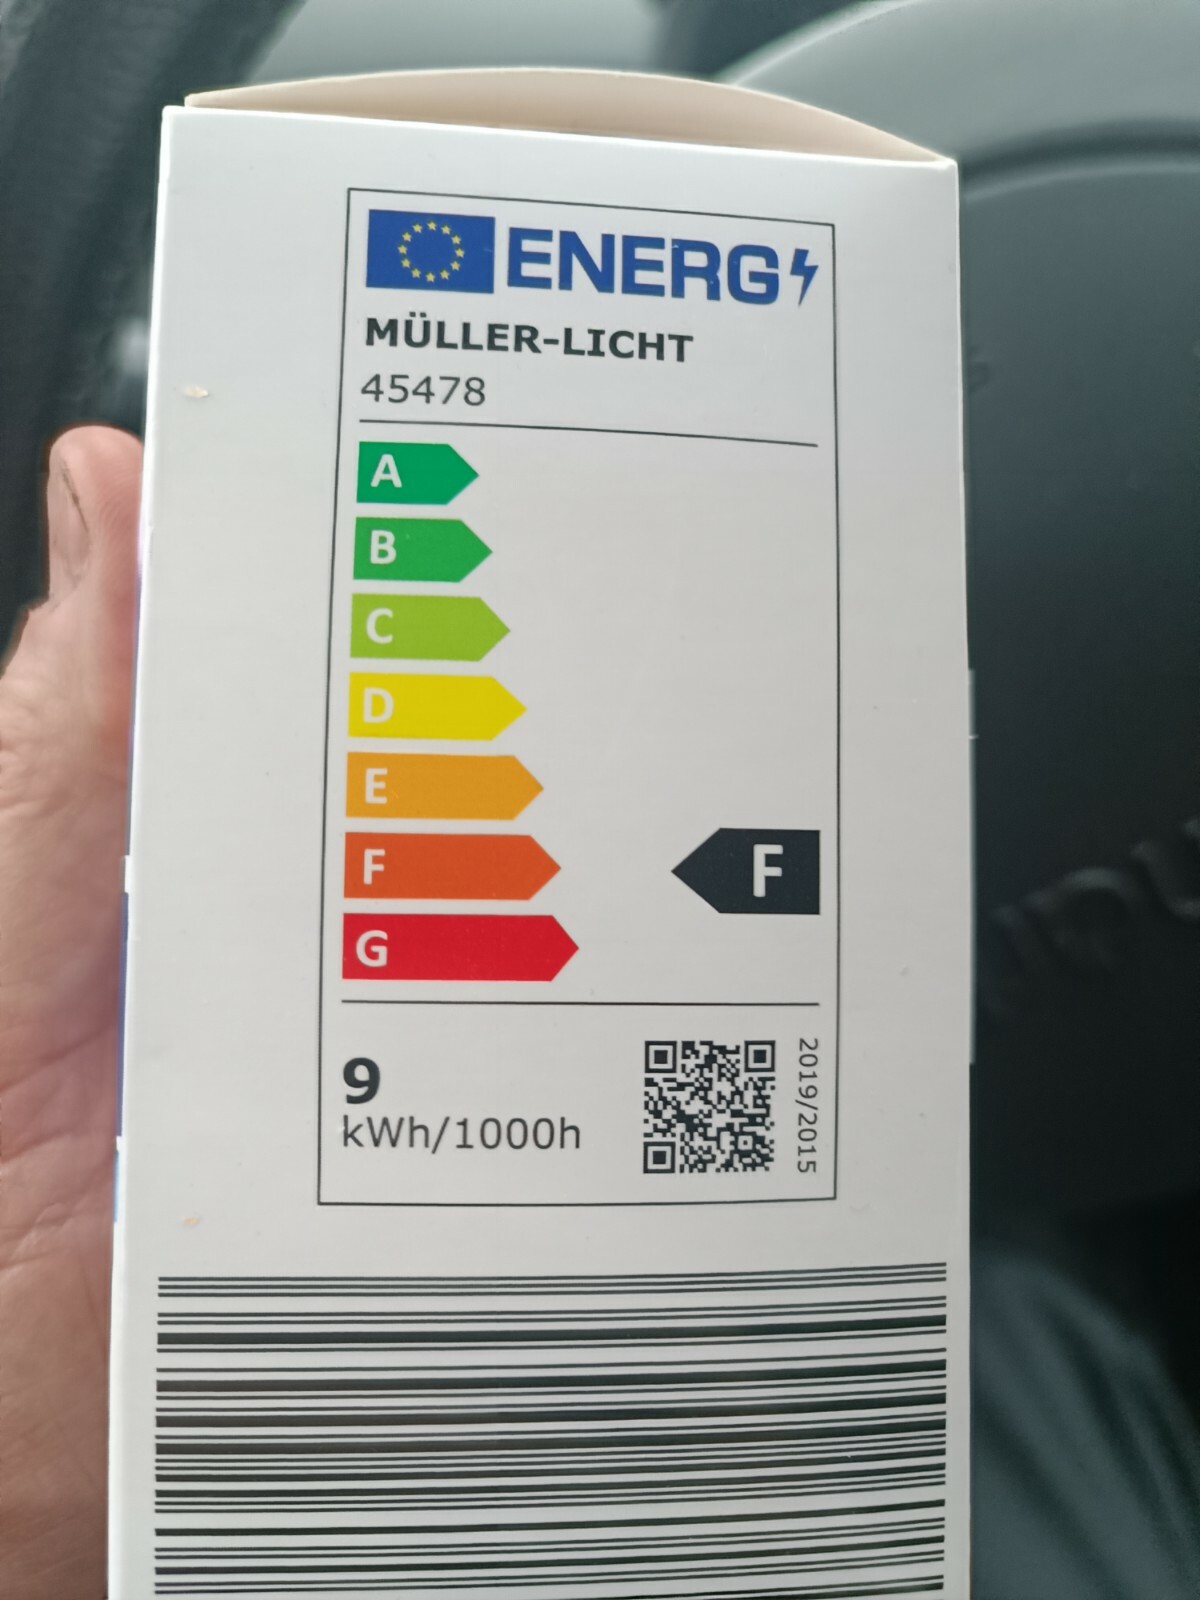 ENERG
MÜLLER-LICHT
45478
A
B
C
D
E
F
F
G
9
kWh/1000h
2019/2015